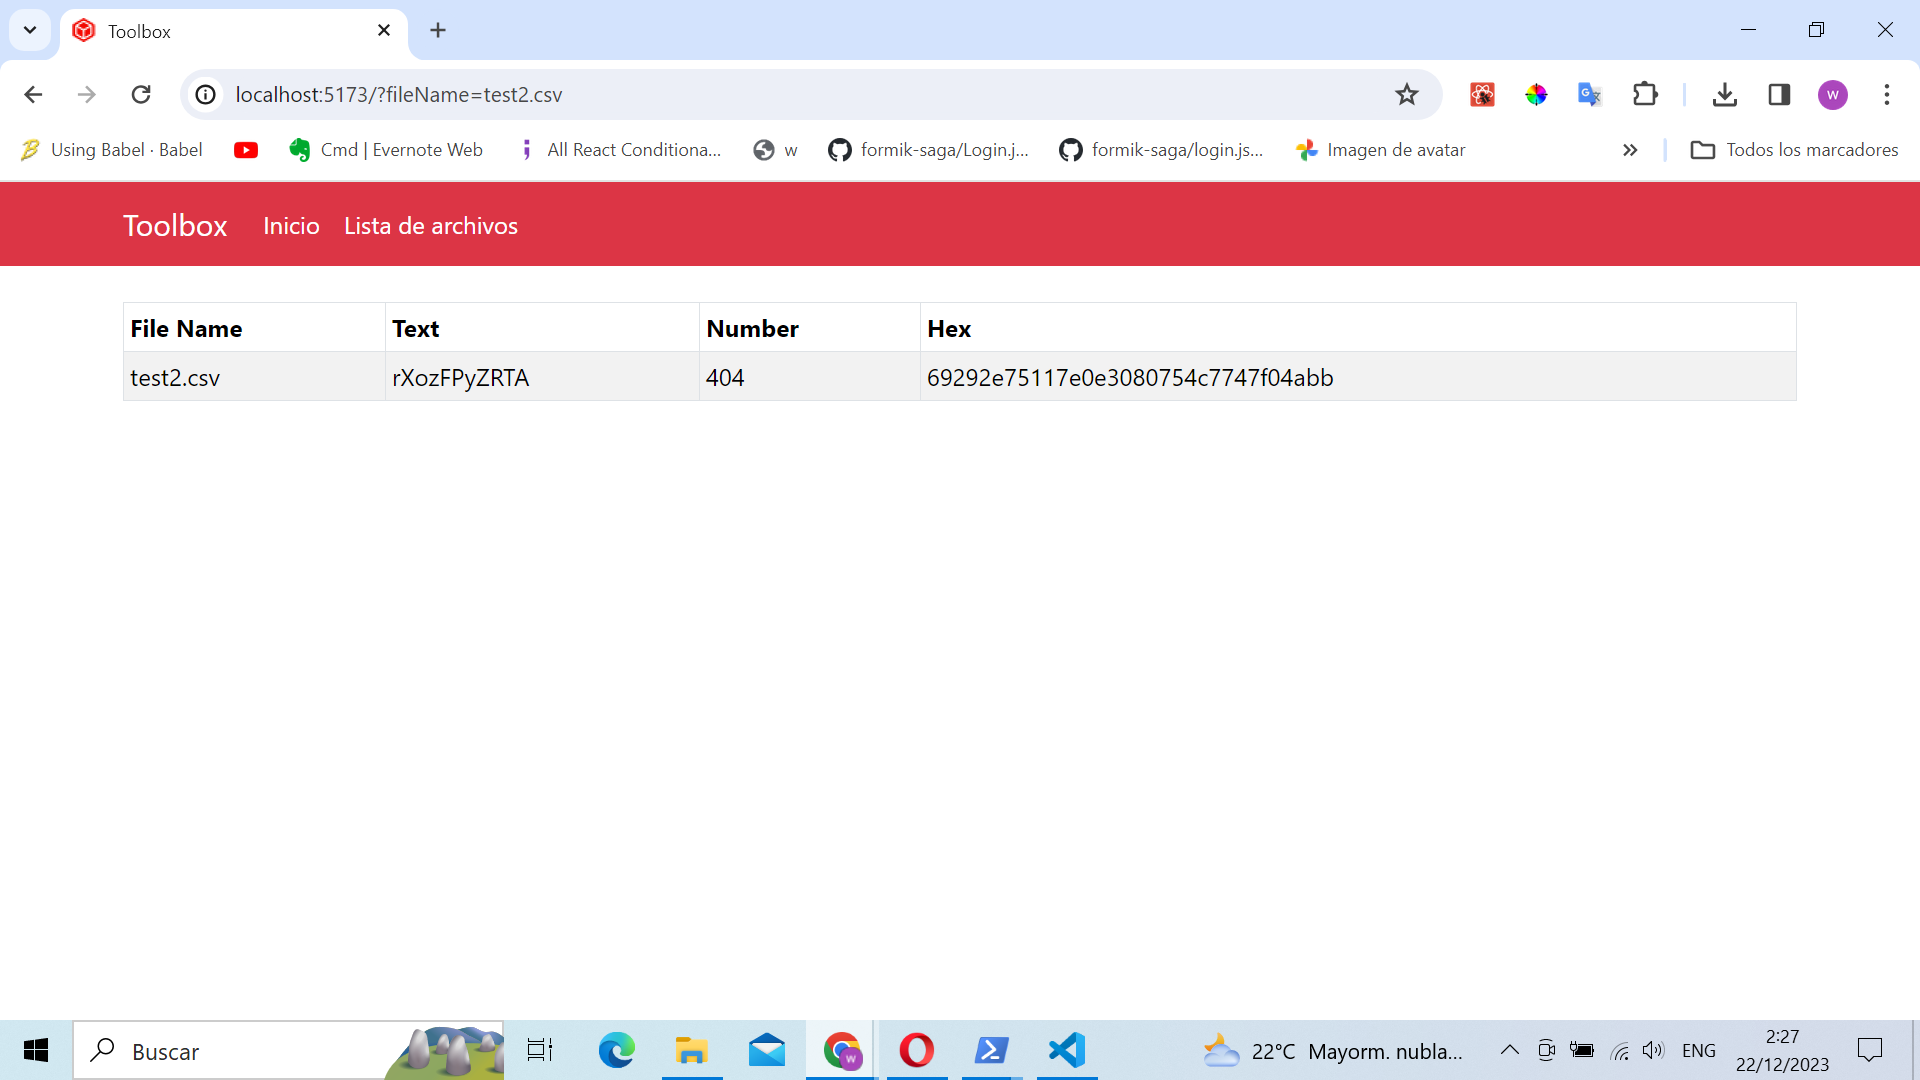 Toolbox
localhost:5173/?fileName=test2.csv
W
Using Babel · Babel
Cmd | Evernote Web
All React Conditiona...
w
formik-saga/Login.j...
formik-saga/login.js...
Imagen de avatar
Todos los marcadores
Toolbox Inicio Lista de archivos
File Name Text Number Hex
test2.csv rXozFPyZRTA 404 69292e75117e0e3080754c7747f04abb
Buscar
W
22°C Mayorm. nubla...
ENG
2:27
22/12/2023